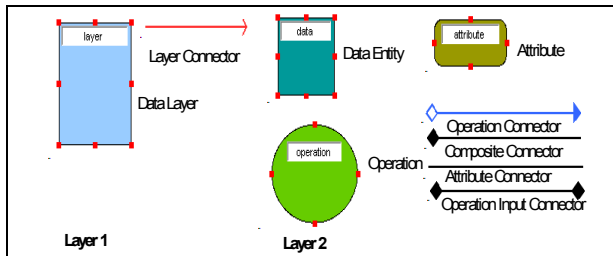 layer
Layer Connector
Data Layer
Layer 1
data
Data Entity
attribute
Attribute
operation
Operation
Operation Connector
Composite Connector
Attribute Connector
Operation Input Connector
Layer 2